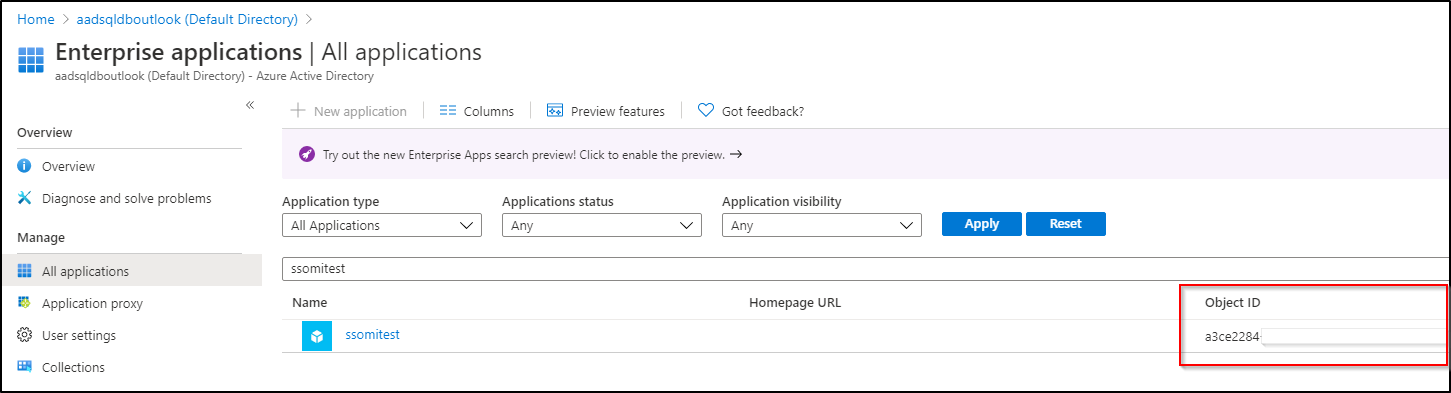 Home > aadsqldboutlook (Default Directory) >
Enterprise applications | All applications
aadsqldboutlook (Default Directory) - Azure Active Directory
«
Overview
Overview
Diagnose and solve problems
Manage
All applications
Application proxy
User settings
Collections
+ New application
Columns
Preview features
Got feedback?
Try out the new Enterprise Apps search preview! Click to enable the preview. →
Application type
Applications status
Application visibility
All Applications
Any
Any
Apply
Reset
ssomitest
Name
Homepage URL
Object ID
ssomitest
a3ce2284-